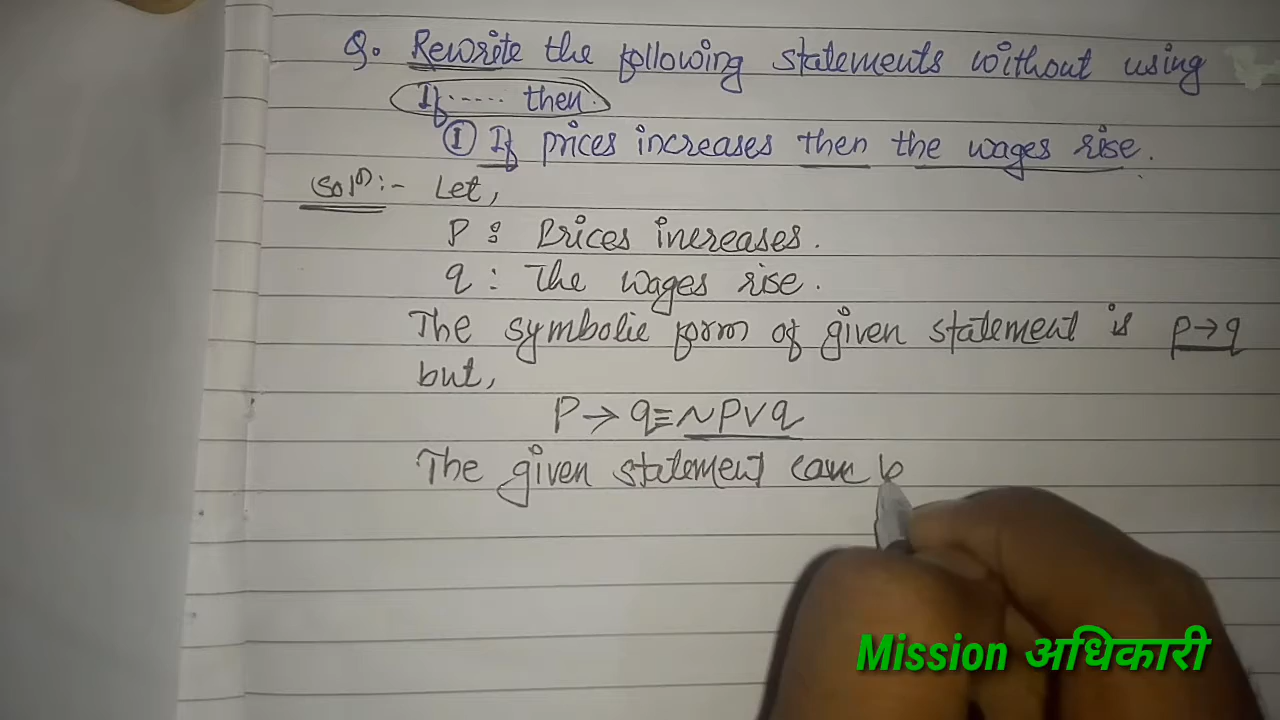 Q. Rewrite the following statements without using
If ..... then.
① If prices increases then the wages rise.
Solⁿ:- Let,
P : Prices increases.
q : The wages rise.
The symbolic form of given statement is p→q
but,
P → q ≡ ~P∨q
The given statement can b
Mission अधिकारी